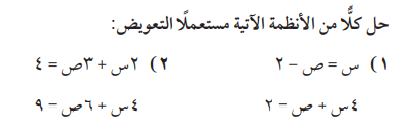 حل كلًّا من الأنظمة الآتية مستعملًا التعويض:
١) س = ص − ٢ ٢) ٢س + ٣ص = ٤
٤س + ص = ٢ ٤س + ٦ص = ٩